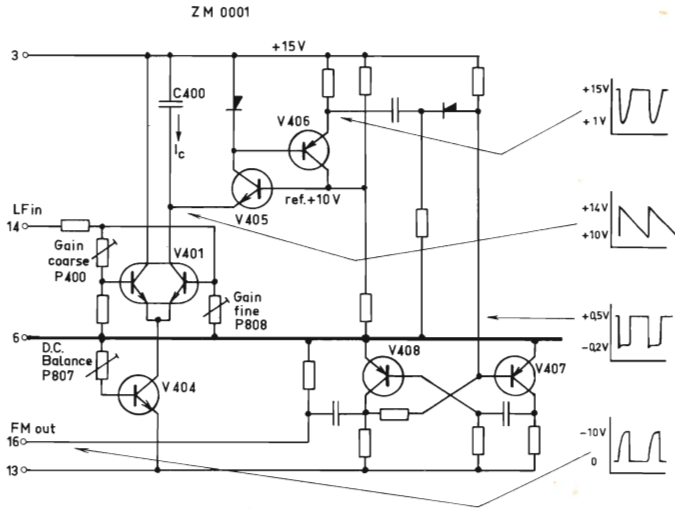 ZM 0001
3
+15V
C400
Ic
V406
+15V
+1V
V405
ref.+10V
+14V
+10V
LF in
14
Gain
coarse
P400
V401
Gain
fine
P808
6
D.C.
Balance
P807
V404
V408
V407
+0,5V
-0,2V
FM out
16
13
-10V
0